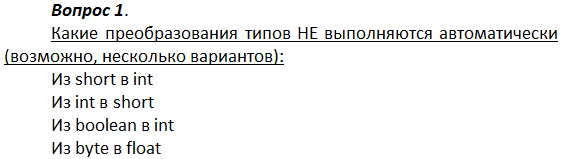 Вопрос 1.
Какие преобразования типов НЕ выполняются автоматически
(возможно, несколько вариантов):
Из short в int
Из int в short
Из boolean в int
Из byte в float